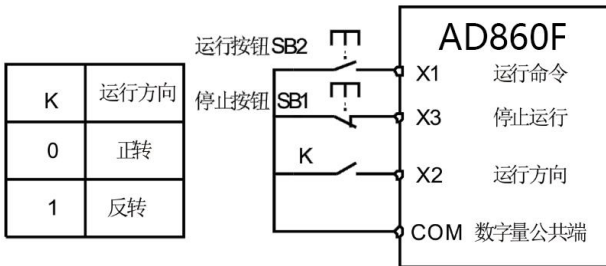 K 运行方向
0 正转
1 反转
AD860F
运行按钮SB2
X1 运行命令
停止按钮SB1
X3 停止运行
K
X2 运行方向
COM 数字量公共端